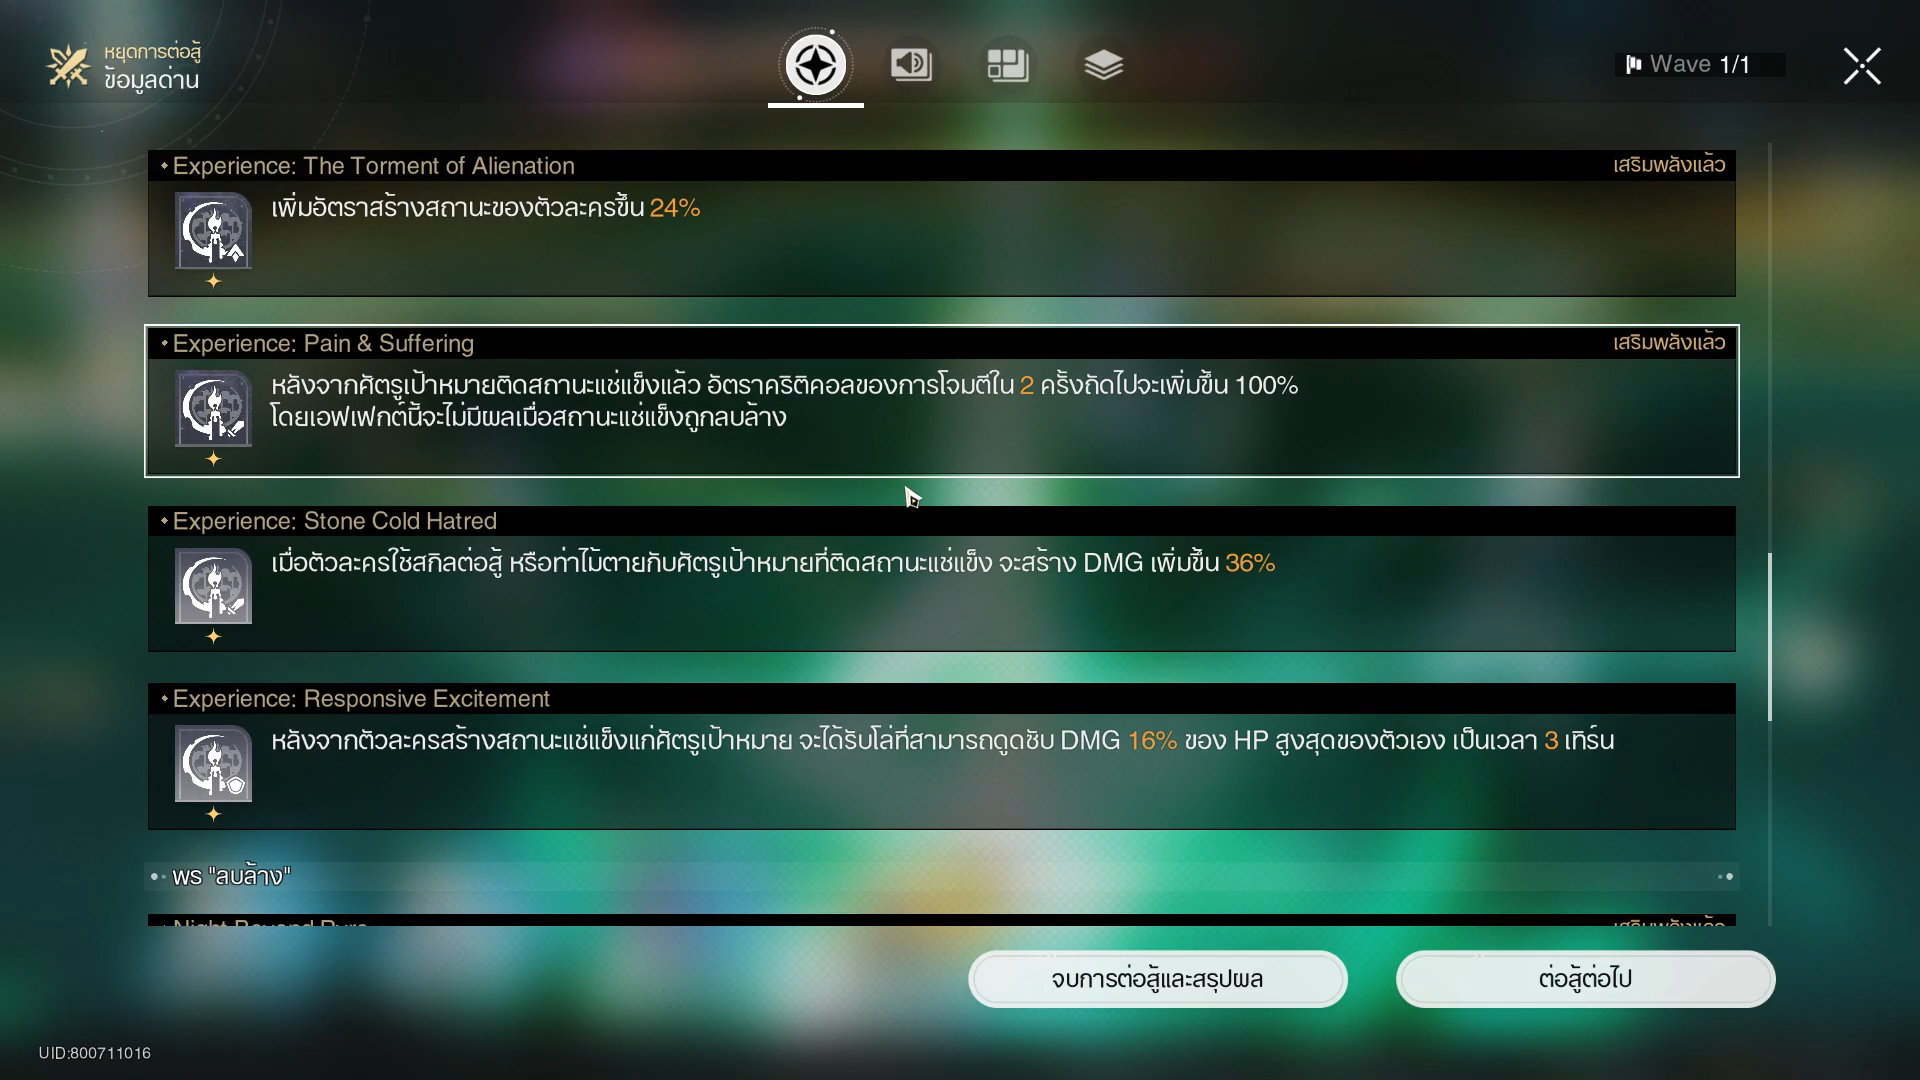 หยุดการต่อสู้
ข้อมูลด่าน
Wave 1/1
Experience: The Torment of Alienation
เสริมพลังแล้ว
เพิ่มอัตราสร้างสถานะของตัวละครขึ้น 24%
Experience: Pain & Suffering
เสริมพลังแล้ว
หลังจากศัตรูเป้าหมายติดสถานะแช่แข็งแล้ว อัตราคริติคอลของการโจมตีใน 2 ครั้งถัดไปจะเพิ่มขึ้น 100%
โดยเอฟเฟกต์นี้จะไม่มีผลเมื่อสถานะแช่แข็งถูกลบล้าง
Experience: Stone Cold Hatred
เมื่อตัวละครใช้สกิลต่อสู้ หรือท่าไม้ตายกับศัตรูเป้าหมายที่ติดสถานะแช่แข็ง จะสร้าง DMG เพิ่มขึ้น 36%
Experience: Responsive Excitement
หลังจากตัวละครสร้างสถานะแช่แข็งแก่ศัตรูเป้าหมาย จะได้รับโล่ที่สามารถดูดซับ DMG 16% ของ HP สูงสุดของตัวเอง เป็นเวลา 3 เทิร์น
พร "ลบล้าง"
Night Beyond Pyre
เสริมพลังแล้ว
จบการต่อสู้และสรุปผล
ต่อสู้ต่อไป
UID:800711016